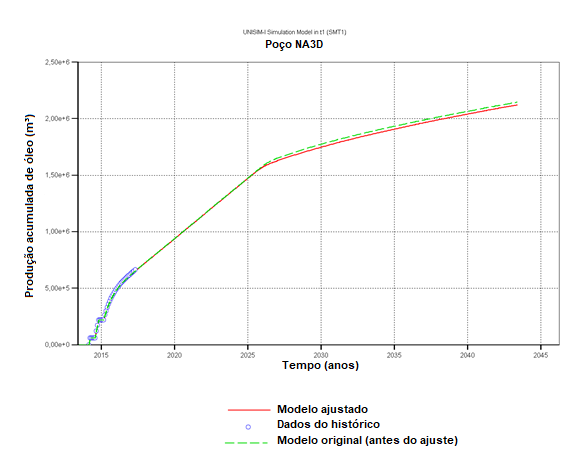 UNISIM-I Simulation Model in t1 (SMT1)
Poço NA3D
Produção acumulada de óleo (m³)
2,50e+6
2,00e+6
1,50e+6
1,00e+6
5,00e+5
0,00e+0
2015 2020 2025 2030 2035 2040 2045
Tempo (anos)
Modelo ajustado
Dados do histórico
Modelo original (antes do ajuste)